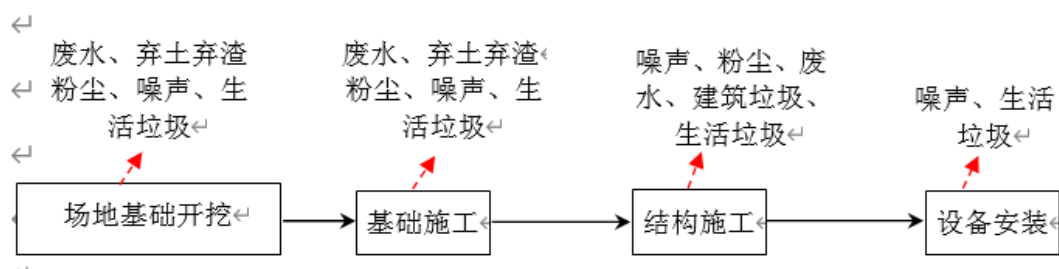 废水、弃土弃渣
粉尘、噪声、生
活垃圾
废水、弃土弃渣
粉尘、噪声、生
活垃圾
噪声、粉尘、废
水、建筑垃圾、
生活垃圾
噪声、生活
垃圾
场地基础开挖
基础施工
结构施工
设备安装